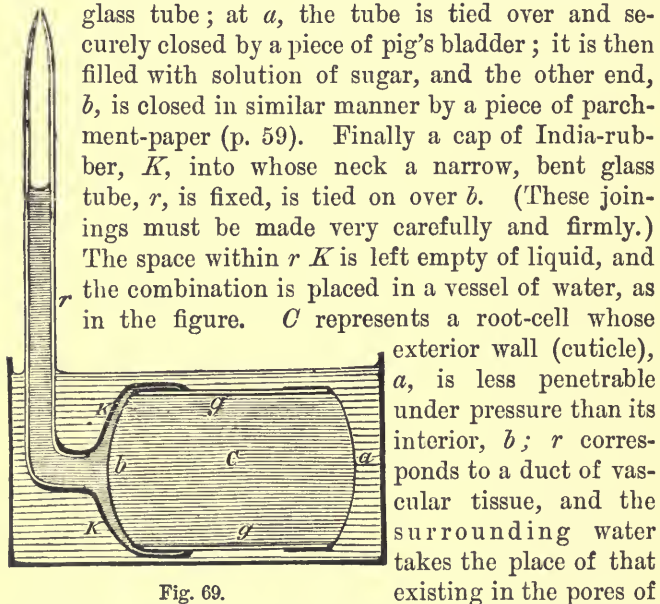 glass tube ; at a, the tube is tied over and se-
curely closed by a piece of pig's bladder ; it is then
filled with solution of sugar, and the other end,
b, is closed in similar manner by a piece of parch-
ment-paper (p. 59). Finally a cap of India-rub-
ber, K, into whose neck a narrow, bent glass
tube, r, is fixed, is tied on over b. (These join-
ings must be made very carefully and firmly.)
The space within r K is left empty of liquid, and
the combination is placed in a vessel of water, as
in the figure. C represents a root-cell whose
exterior wall (cuticle),
a, is less penetrable
under pressure than its
interior, b ; r corres-
ponds to a duct of vas-
cular tissue, and the
surrounding water
takes the place of that
existing in the pores of
r
K
g
b
C
a
K
g
Fig. 69.